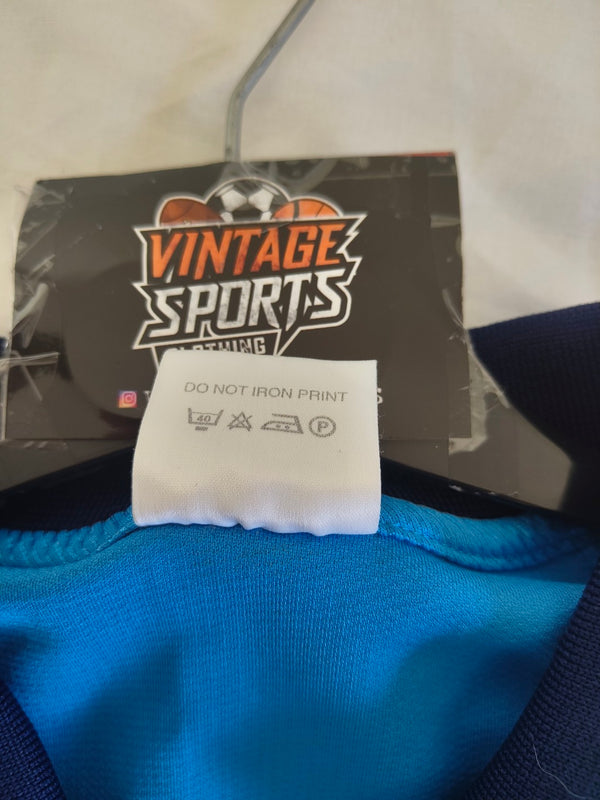 VINTAGE
SPORTS
CLOTHING
DO NOT IRON PRINT
40
P